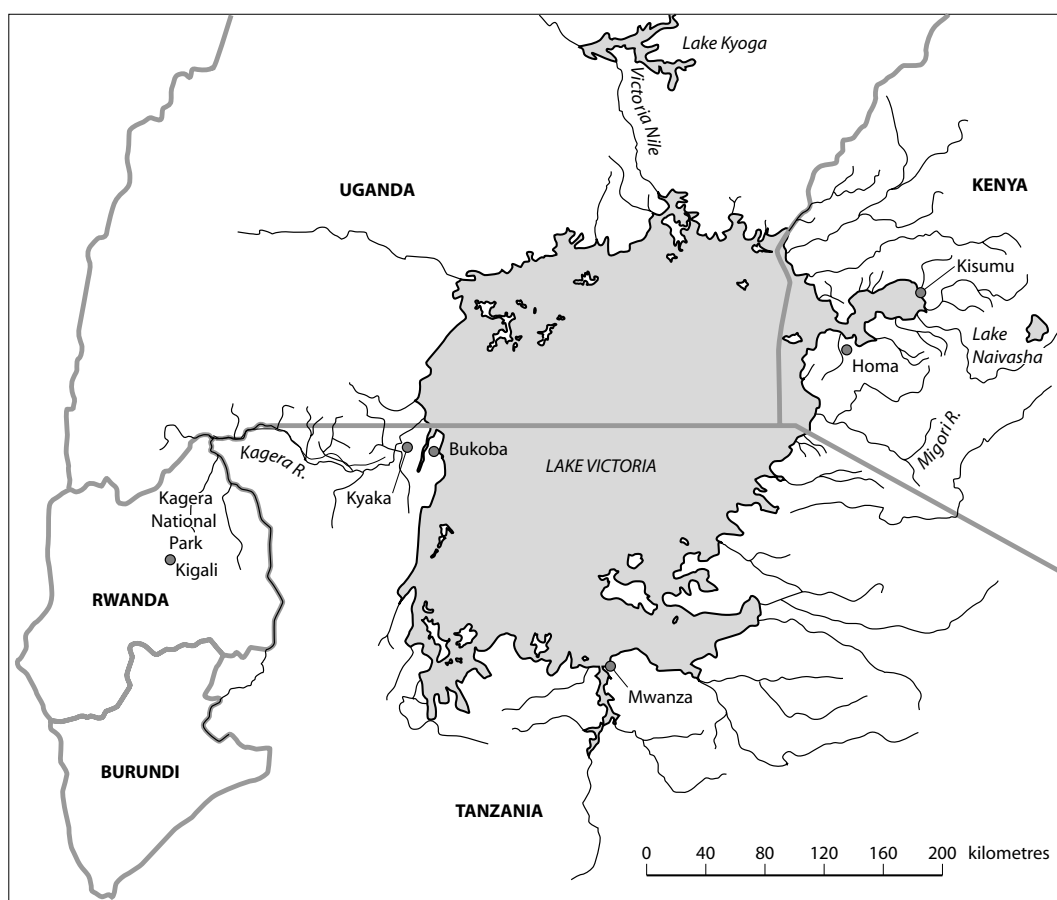 Lake Kyoga
Victoria Nile
UGANDA
KENYA
Kisumu
Lake
Naivasha
Homa
Migori R.
Kagera R.
Bukoba
LAKE VICTORIA
Kyaka
Kagera
National
Park
Kigali
RWANDA
Mwanza
BURUNDI
TANZANIA
0 40 80 120 160 200 kilometres